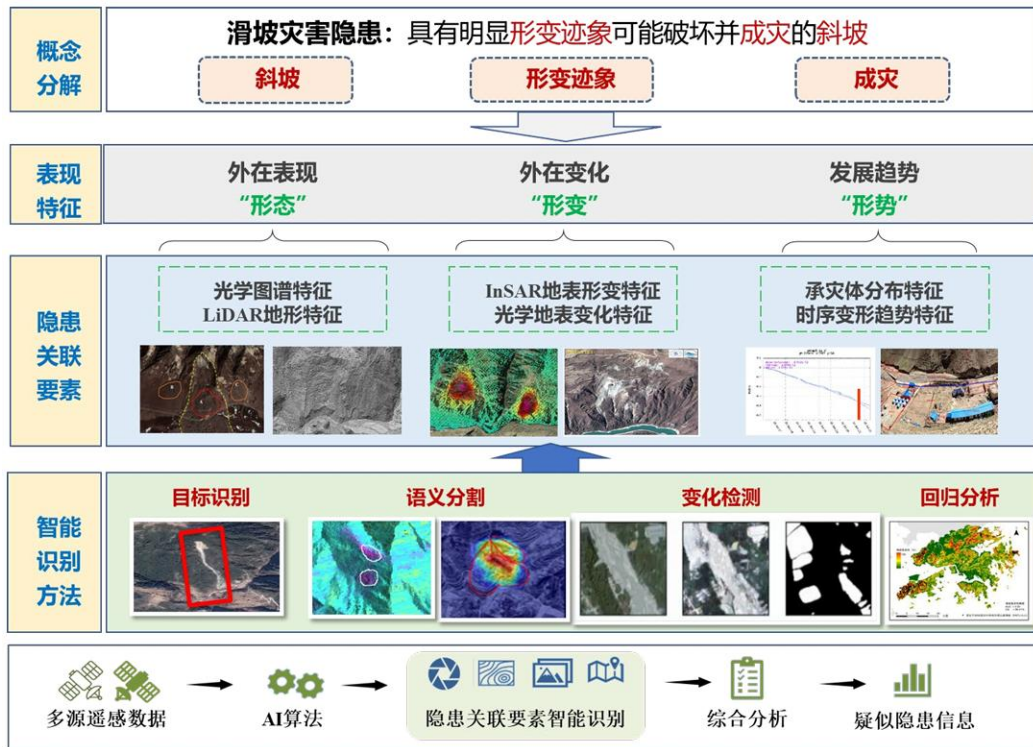 概念
分解
滑坡灾害隐患：具有明显形变迹象可能破坏并成灾的斜坡
斜坡
形变迹象
成灾
表现
特征
外在表现
“形态”
外在变化
“形变”
发展趋势
“形势”
隐患
关联
要素
光学图谱特征
LiDAR地形特征
InSAR地表形变特征
光学地表变化特征
承灾体分布特征
时序变形趋势特征
智能
识别
方法
目标识别
语义分割
变化检测
回归分析
多源遥感数据
AI算法
隐患关联要素智能识别
综合分析
疑似隐患信息